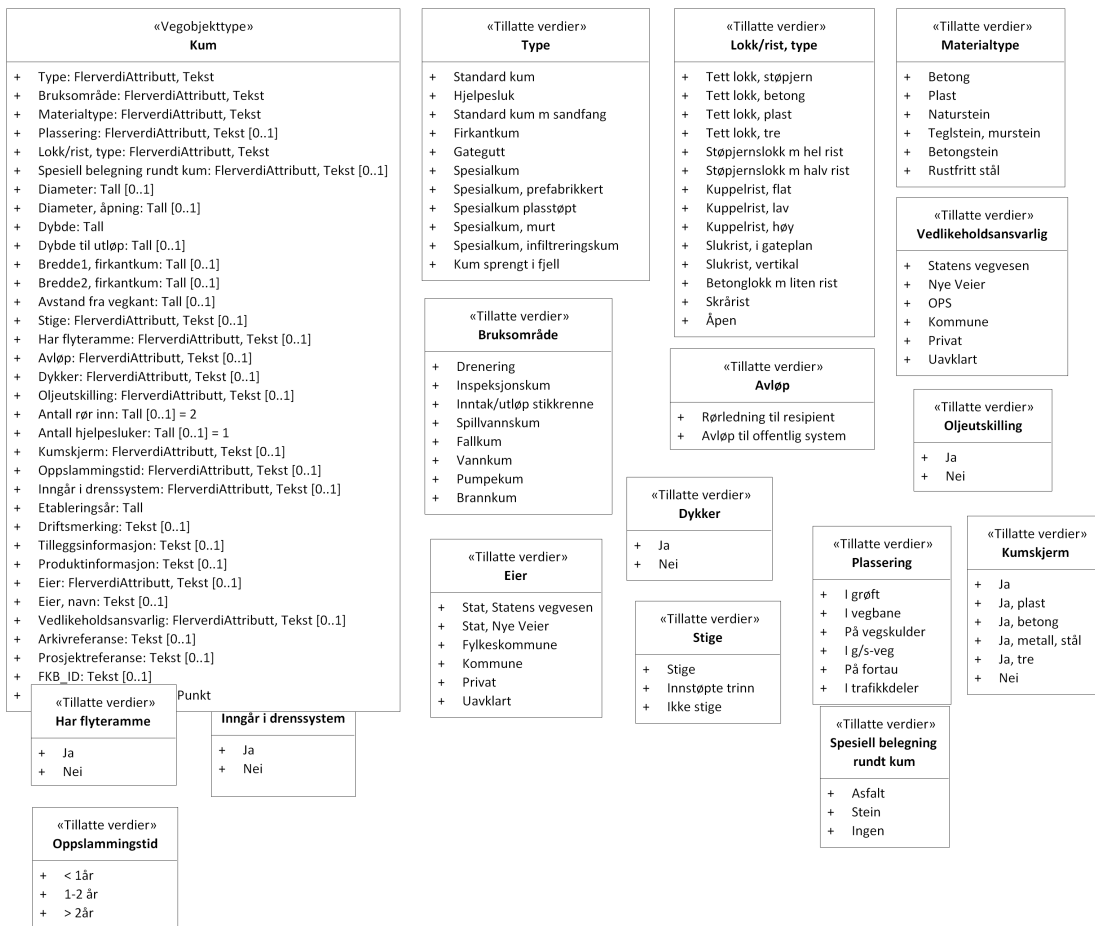 «Vegobjekttype»
Kum
+ Type: FlerverdiAttributt, Tekst
+ Bruksområde: FlerverdiAttributt, Tekst
+ Materialtype: FlerverdiAttributt, Tekst
+ Plassering: FlerverdiAttributt, Tekst [0..1]
+ Lokk/rist, type: FlerverdiAttributt, Tekst
+ Spesiell belegning rundt kum: FlerverdiAttributt, Tekst [0..1]
+ Diameter: Tall [0..1]
+ Diameter, åpning: Tall [0..1]
+ Dybde: Tall
+ Dybde til utløp: Tall [0..1]
+ Bredde1, firkantkum: Tall [0..1]
+ Bredde2, firkantkum: Tall [0..1]
+ Avstand fra vegkant: Tall [0..1]
+ Stige: FlerverdiAttributt, Tekst [0..1]
+ Har flyteramme: FlerverdiAttributt, Tekst [0..1]
+ Avløp: FlerverdiAttributt, Tekst [0..1]
+ Dykker: FlerverdiAttributt, Tekst [0..1]
+ Oljeutskilling: FlerverdiAttributt, Tekst [0..1]
+ Antall rør inn: Tall [0..1] = 2
+ Antall hjelpesluker: Tall [0..1] = 1
+ Kumskjerm: FlerverdiAttributt, Tekst [0..1]
+ Oppslammingstid: FlerverdiAttributt, Tekst [0..1]
+ Inngår i drenssystem: FlerverdiAttributt, Tekst [0..1]
+ Etableringsår: Tall
+ Driftsmerking: Tekst [0..1]
+ Tilleggsinformasjon: Tekst [0..1]
+ Produktinformasjon: Tekst [0..1]
+ Eier: FlerverdiAttributt, Tekst [0..1]
+ Eier, navn: Tekst [0..1]
+ Vedlikeholdsansvarlig: FlerverdiAttributt, Tekst [0..1]
+ Arkivreferanse: Tekst [0..1]
+ Prosjektreferanse: Tekst [0..1]
+ FKB_ID: Tekst [0..1]
+ Punkt
«Tillatte verdier»
Har flyteramme
+ Ja
+ Nei
Inngår i drenssystem
+ Ja
+ Nei
«Tillatte verdier»
Oppslammingstid
+ < 1år
+ 1-2 år
+ > 2år
«Tillatte verdier»
Type
+ Standard kum
+ Hjelpesluk
+ Standard kum m sandfang
+ Firkantkum
+ Gategutt
+ Spesialkum
+ Spesialkum, prefabrikkert
+ Spesialkum plasstøpt
+ Spesialkum, murt
+ Spesialkum, infiltreringskum
+ Kum sprengt i fjell
«Tillatte verdier»
Bruksområde
+ Drenering
+ Inspeksjonskum
+ Inntak/utløp stikkrenne
+ Spillvannskum
+ Fallkum
+ Vannkum
+ Pumpekum
+ Brannkum
«Tillatte verdier»
Eier
+ Stat, Statens vegvesen
+ Stat, Nye Veier
+ Fylkeskommune
+ Kommune
+ Privat
+ Uavklart
«Tillatte verdier»
Lokk/rist, type
+ Tett lokk, støpjern
+ Tett lokk, betong
+ Tett lokk, plast
+ Tett lokk, tre
+ Støpjernslokk m hel rist
+ Støpjernslokk m halv rist
+ Kuppelrist, flat
+ Kuppelrist, lav
+ Kuppelrist, høy
+ Slukrist, i gateplan
+ Slukrist, vertikal
+ Betonglokk m liten rist
+ Skrårist
+ Åpen
«Tillatte verdier»
Avløp
+ Rørledning til resipient
+ Avløp til offentlig system
«Tillatte verdier»
Dykker
+ Ja
+ Nei
«Tillatte verdier»
Stige
+ Stige
+ Innstøpte trinn
+ Ikke stige
«Tillatte verdier»
Materialtype
+ Betong
+ Plast
+ Naturstein
+ Teglstein, murstein
+ Betongstein
+ Rustfritt stål
«Tillatte verdier»
Vedlikeholdsansvarlig
+ Statens vegvesen
+ Nye Veier
+ OPS
+ Kommune
+ Privat
+ Uavklart
«Tillatte verdier»
Oljeutskilling
+ Ja
+ Nei
«Tillatte verdier»
Plassering
+ I grøft
+ I vegbane
+ På vegskulder
+ I g/s-veg
+ På fortau
+ I trafikkdeler
«Tillatte verdier»
Kumskjerm
+ Ja
+ Ja, plast
+ Ja, betong
+ Ja, metall, stål
+ Ja, tre
+ Nei
«Tillatte verdier»
Spesiell belegning
rundt kum
+ Asfalt
+ Stein
+ Ingen